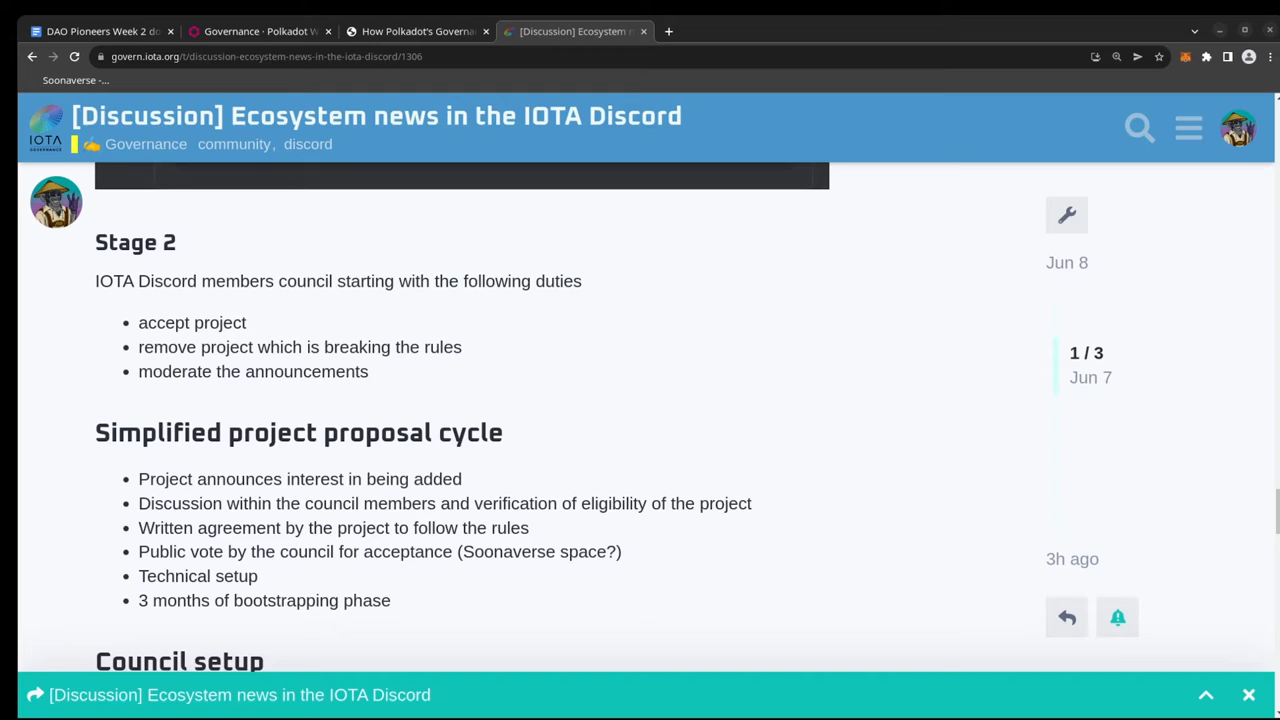 DAO Pioneers Week 2 do
Governance · Polkadot W
How Polkadot's Governa
[Discussion] Ecosystem n
govern.iota.org/t/discussion-ecosystem-news-in-the-iota-discord/1306
Soonaverse -...
IOTA
GOVERNANCE
[Discussion] Ecosystem news in the IOTA Discord
Governance community, discord
Stage 2
Jun 8
IOTA Discord members council starting with the following duties
accept project
remove project which is breaking the rules
moderate the announcements
1 / 3
Jun 7
Simplified project proposal cycle
Project announces interest in being added
Discussion within the council members and verification of eligibility of the project
Written agreement by the project to follow the rules
Public vote by the council for acceptance (Soonaverse space?)
Technical setup
3 months of bootstrapping phase
3h ago
Council setup
[Discussion] Ecosystem news in the IOTA Discord